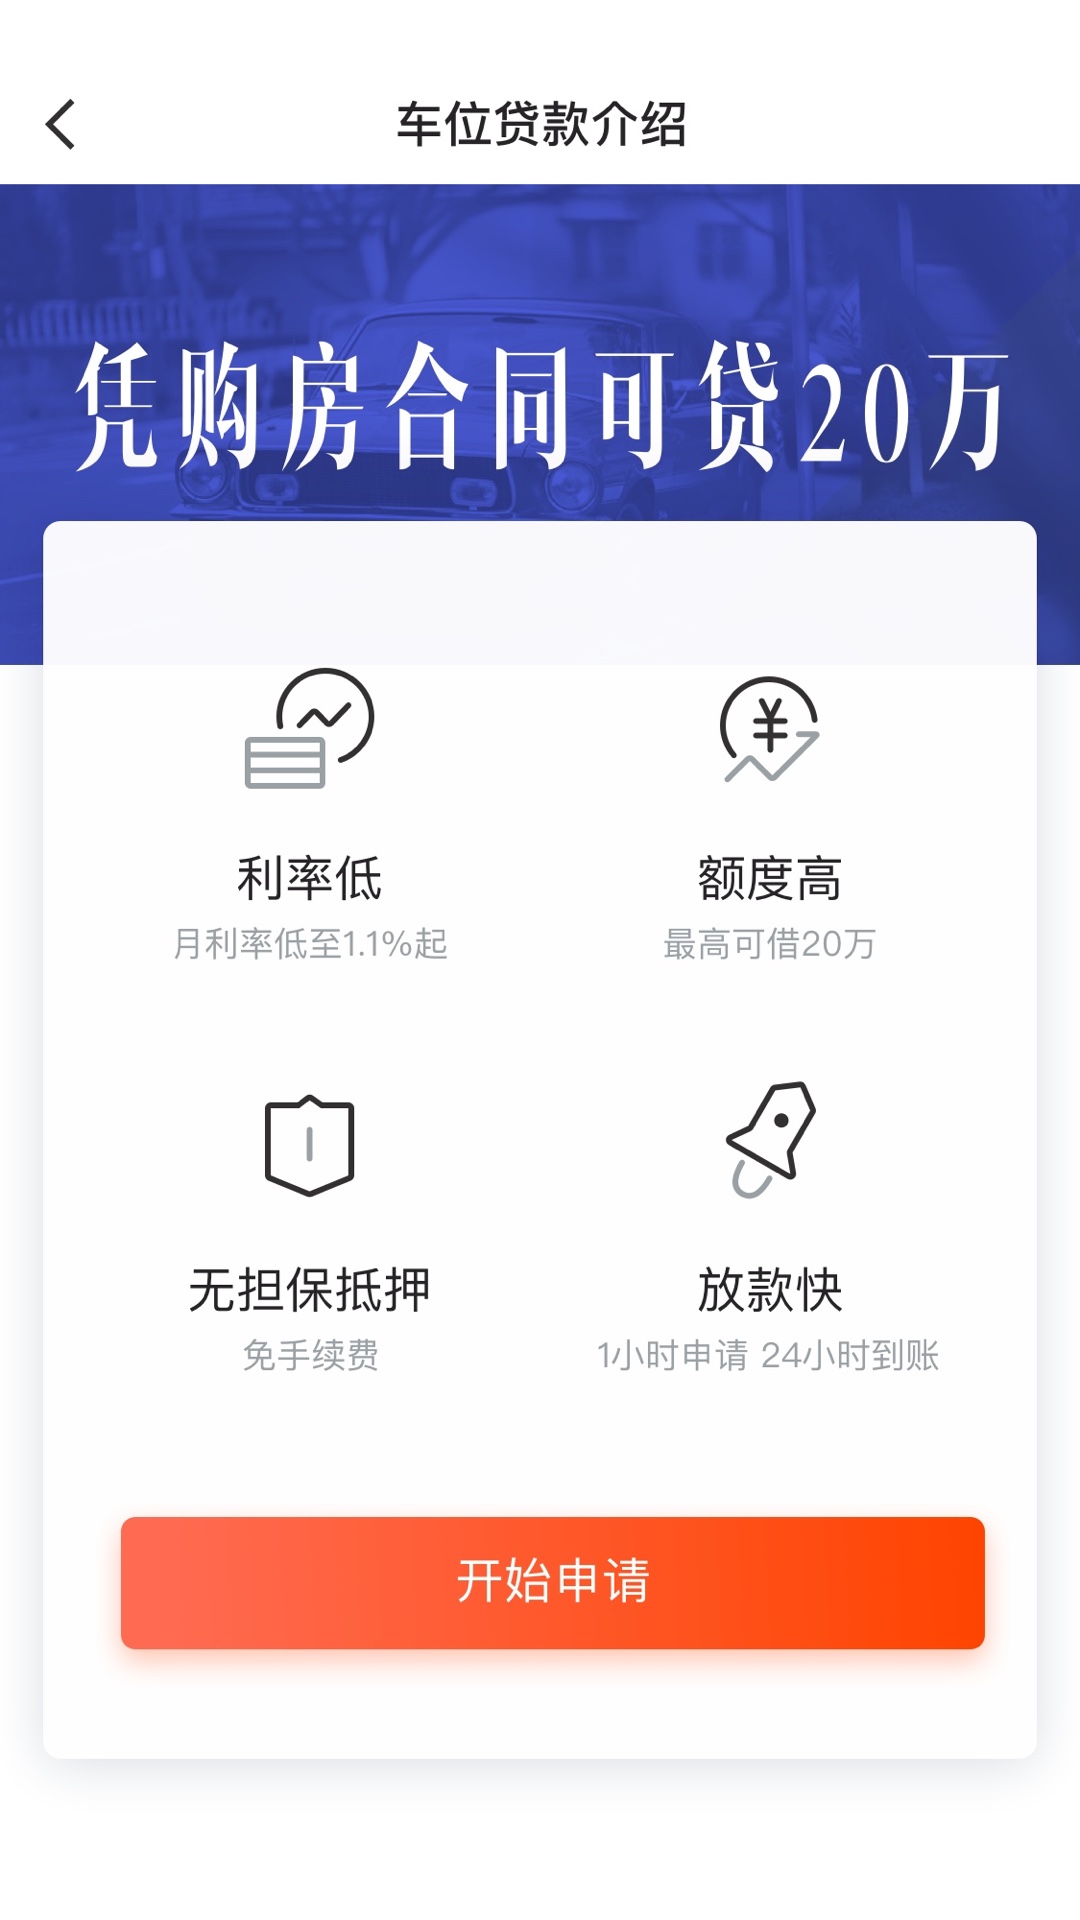 车位贷款介绍
凭购房合同可贷20万
利率低
月利率低至1.1%起
额度高
最高可借20万
无担保抵押
免手续费
放款快
1小时申请 24小时到账
开始申请